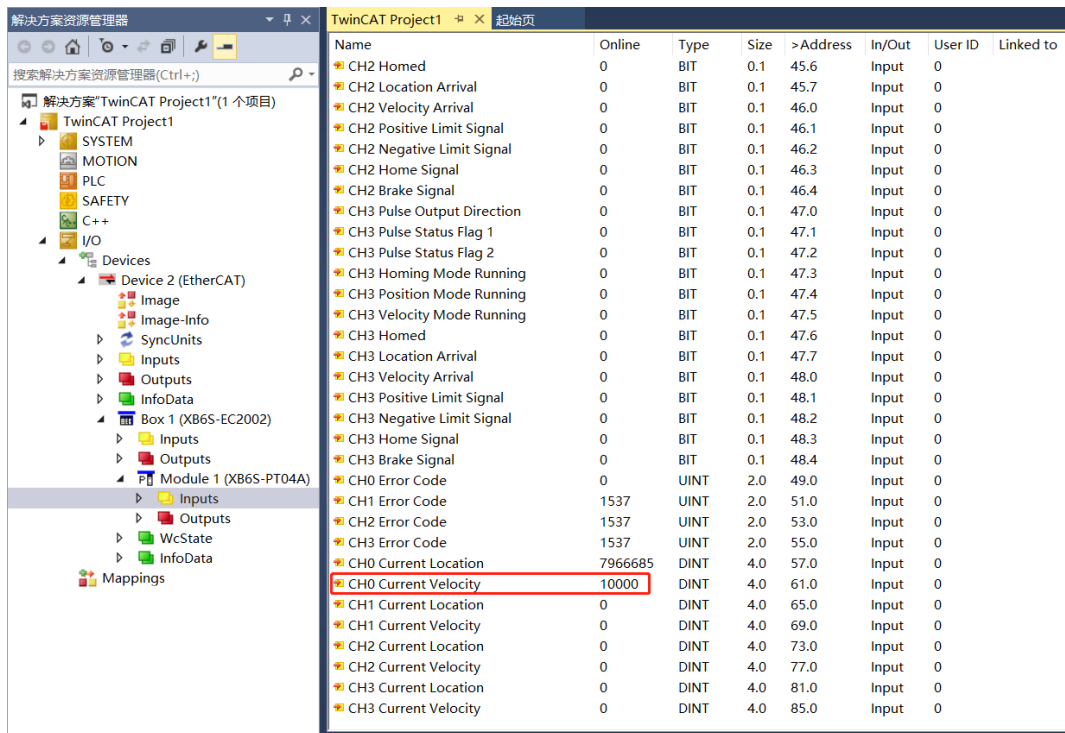 解决方案资源管理器
搜索解决方案资源管理器(Ctrl+;)
解决方案"TwinCAT Project1"(1 个项目)
TwinCAT Project1
SYSTEM
MOTION
PLC
SAFETY
C++
I/O
Devices
Device 2 (EtherCAT)
Image
Image-Info
SyncUnits
Inputs
Outputs
InfoData
Box 1 (XB6S-EC2002)
Inputs
Outputs
Module 1 (XB6S-PT04A)
Inputs
Outputs
WcState
InfoData
Mappings
TwinCAT Project1 起始页
Name Online Type Size >Address In/Out User ID Linked to
CH2 Homed 0 BIT 0.1 45.6 Input 0
CH2 Location Arrival 0 BIT 0.1 45.7 Input 0
CH2 Velocity Arrival 0 BIT 0.1 46.0 Input 0
CH2 Positive Limit Signal 0 BIT 0.1 46.1 Input 0
CH2 Negative Limit Signal 0 BIT 0.1 46.2 Input 0
CH2 Home Signal 0 BIT 0.1 46.3 Input 0
CH2 Brake Signal 0 BIT 0.1 46.4 Input 0
CH3 Pulse Output Direction 0 BIT 0.1 47.0 Input 0
CH3 Pulse Status Flag 1 0 BIT 0.1 47.1 Input 0
CH3 Pulse Status Flag 2 0 BIT 0.1 47.2 Input 0
CH3 Homing Mode Running 0 BIT 0.1 47.3 Input 0
CH3 Position Mode Running 0 BIT 0.1 47.4 Input 0
CH3 Velocity Mode Running 0 BIT 0.1 47.5 Input 0
CH3 Homed 0 BIT 0.1 47.6 Input 0
CH3 Location Arrival 0 BIT 0.1 47.7 Input 0
CH3 Velocity Arrival 0 BIT 0.1 48.0 Input 0
CH3 Positive Limit Signal 0 BIT 0.1 48.1 Input 0
CH3 Negative Limit Signal 0 BIT 0.1 48.2 Input 0
CH3 Home Signal 0 BIT 0.1 48.3 Input 0
CH3 Brake Signal 0 BIT 0.1 48.4 Input 0
CH0 Error Code 0 UINT 2.0 49.0 Input 0
CH1 Error Code 1537 UINT 2.0 51.0 Input 0
CH2 Error Code 1537 UINT 2.0 53.0 Input 0
CH3 Error Code 1537 UINT 2.0 55.0 Input 0
CH0 Current Location 7966685 DINT 4.0 57.0 Input 0
CH0 Current Velocity 10000 DINT 4.0 61.0 Input 0
CH1 Current Location 0 DINT 4.0 65.0 Input 0
CH1 Current Velocity 0 DINT 4.0 69.0 Input 0
CH2 Current Location 0 DINT 4.0 73.0 Input 0
CH2 Current Velocity 0 DINT 4.0 77.0 Input 0
CH3 Current Location 0 DINT 4.0 81.0 Input 0
CH3 Current Velocity 0 DINT 4.0 85.0 Input 0